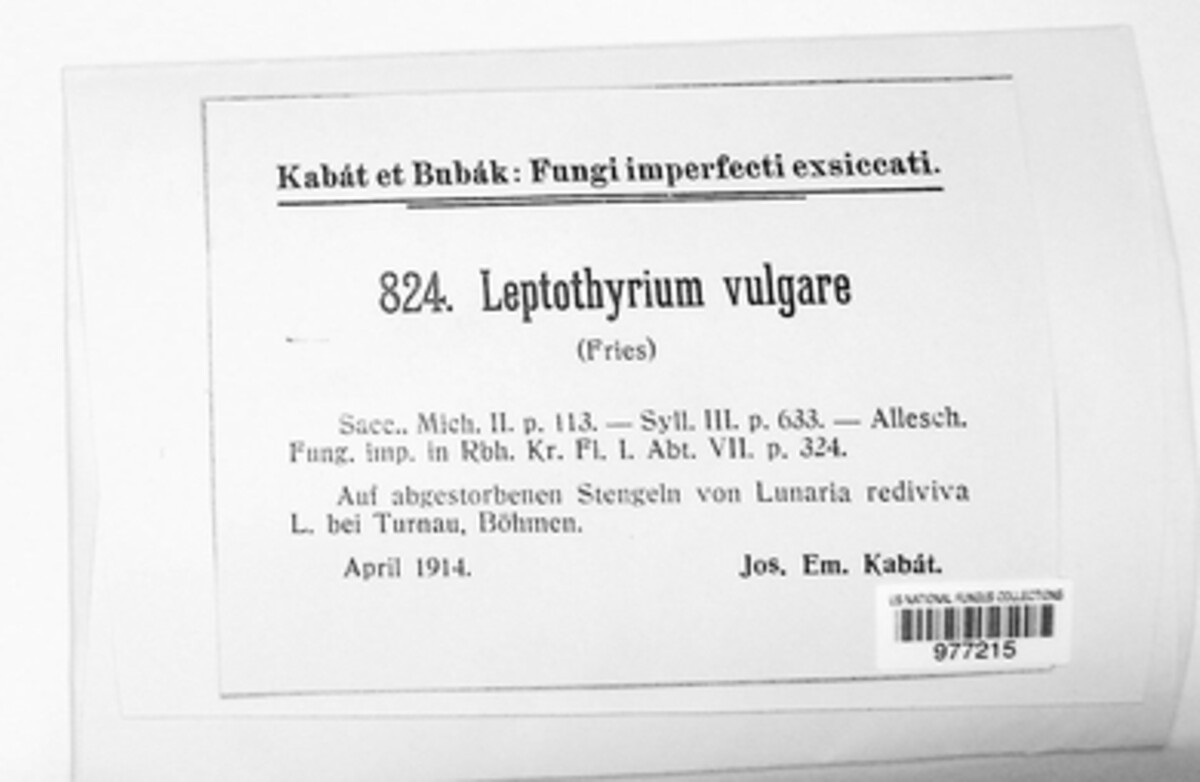 Kabát et Bubák: Fungi imperfecti exsiccati.
824. Leptothyrium vulgare
(Fries)
Sacc., Mich. II. p. 113. — Syll. III. p. 633. — Allesch.
Fung. imp. in Rbh. Kr. Fl. I. Abt. VII. p. 324.
Auf abgestorbenen Stengeln von Lunaria rediviva
L. bei Turnau, Böhmen.
April 1914. Jos. Em. Kabát.
US NATIONAL FUNGUS COLLECTIONS
977215